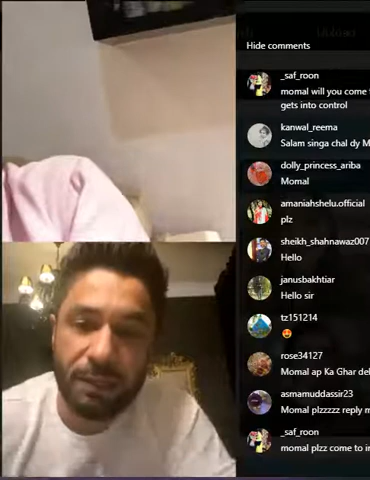 Hide comments
_saf_roon
momal will you come
gets into control
kanwal_reema
Salam singa chal dy
dolly_princess_ariba
Momal
amaniahshelu.official
plz
sheikh_shahnawaz007
Hello
janusbakhtiar
Hello sir
tz151214
😍
rose34127
Momal ap Ka Ghar
asmamuddassir23
Momal plzzzzz reply
_saf_roon
momal plzz come to